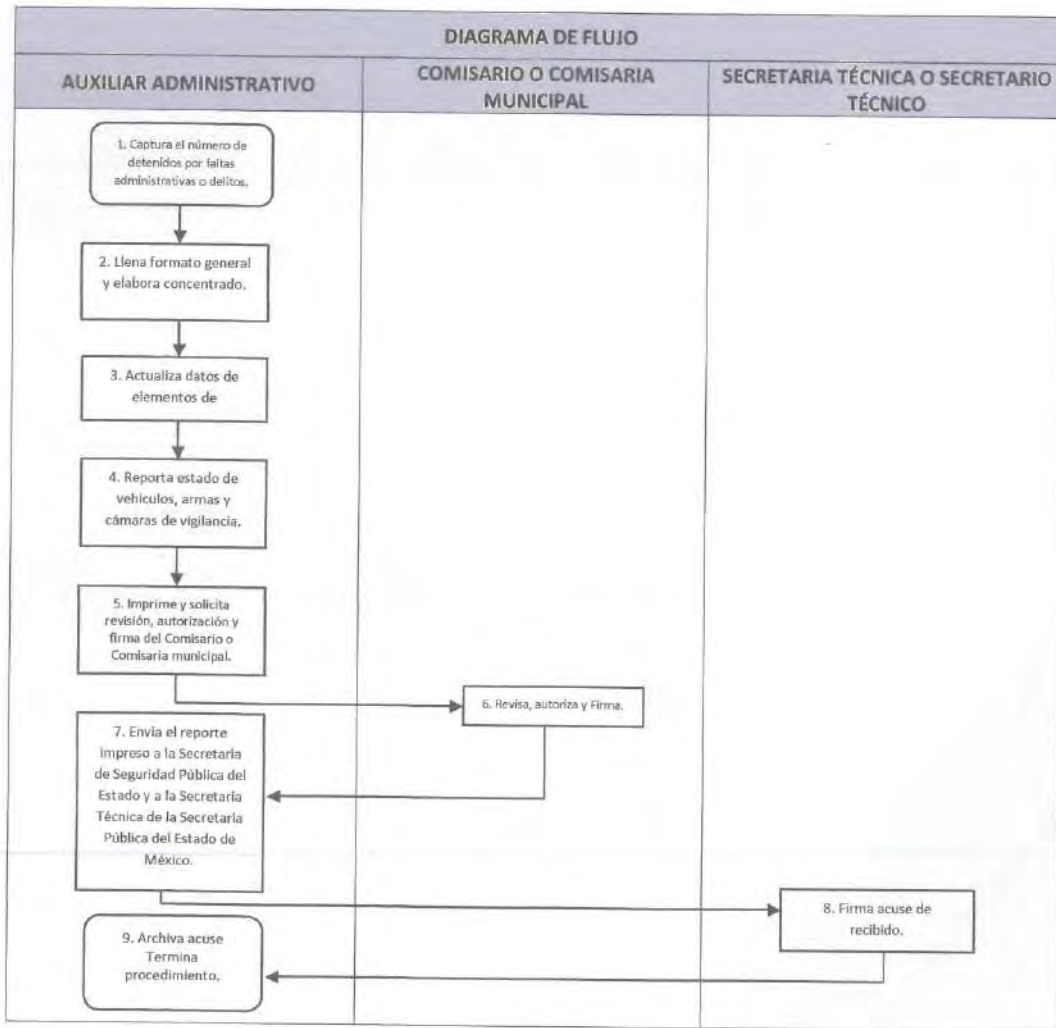 DIAGRAMA DE FLUJO
AUXILIAR ADMINISTRATIVO
COMISARIO O COMISARIA
MUNICIPAL
SECRETARIA TÉCNICA O SECRETARIO
TÉCNICO
1. Captura el número de
detenidos por faltas
administrativas o delitos.
2. Llena formato general
y elabora concentrado.
3. Actualiza datos de
elementos de
4. Reporta estado de
vehículos, armas y
cámaras de vigilancia.
5. Imprime y solicita
revisión, autorización y
firma del Comisario o
Comisaria municipal.
6. Revisa, autoriza y Firma.
7. Envía el reporte
impreso a la Secretaria
de Seguridad Pública del
Estado y a la Secretaria
Técnica de la Secretaria
Pública del Estado de
México.
8. Firma acuse de
recibido.
9. Archiva acuse
Termina
procedimiento.